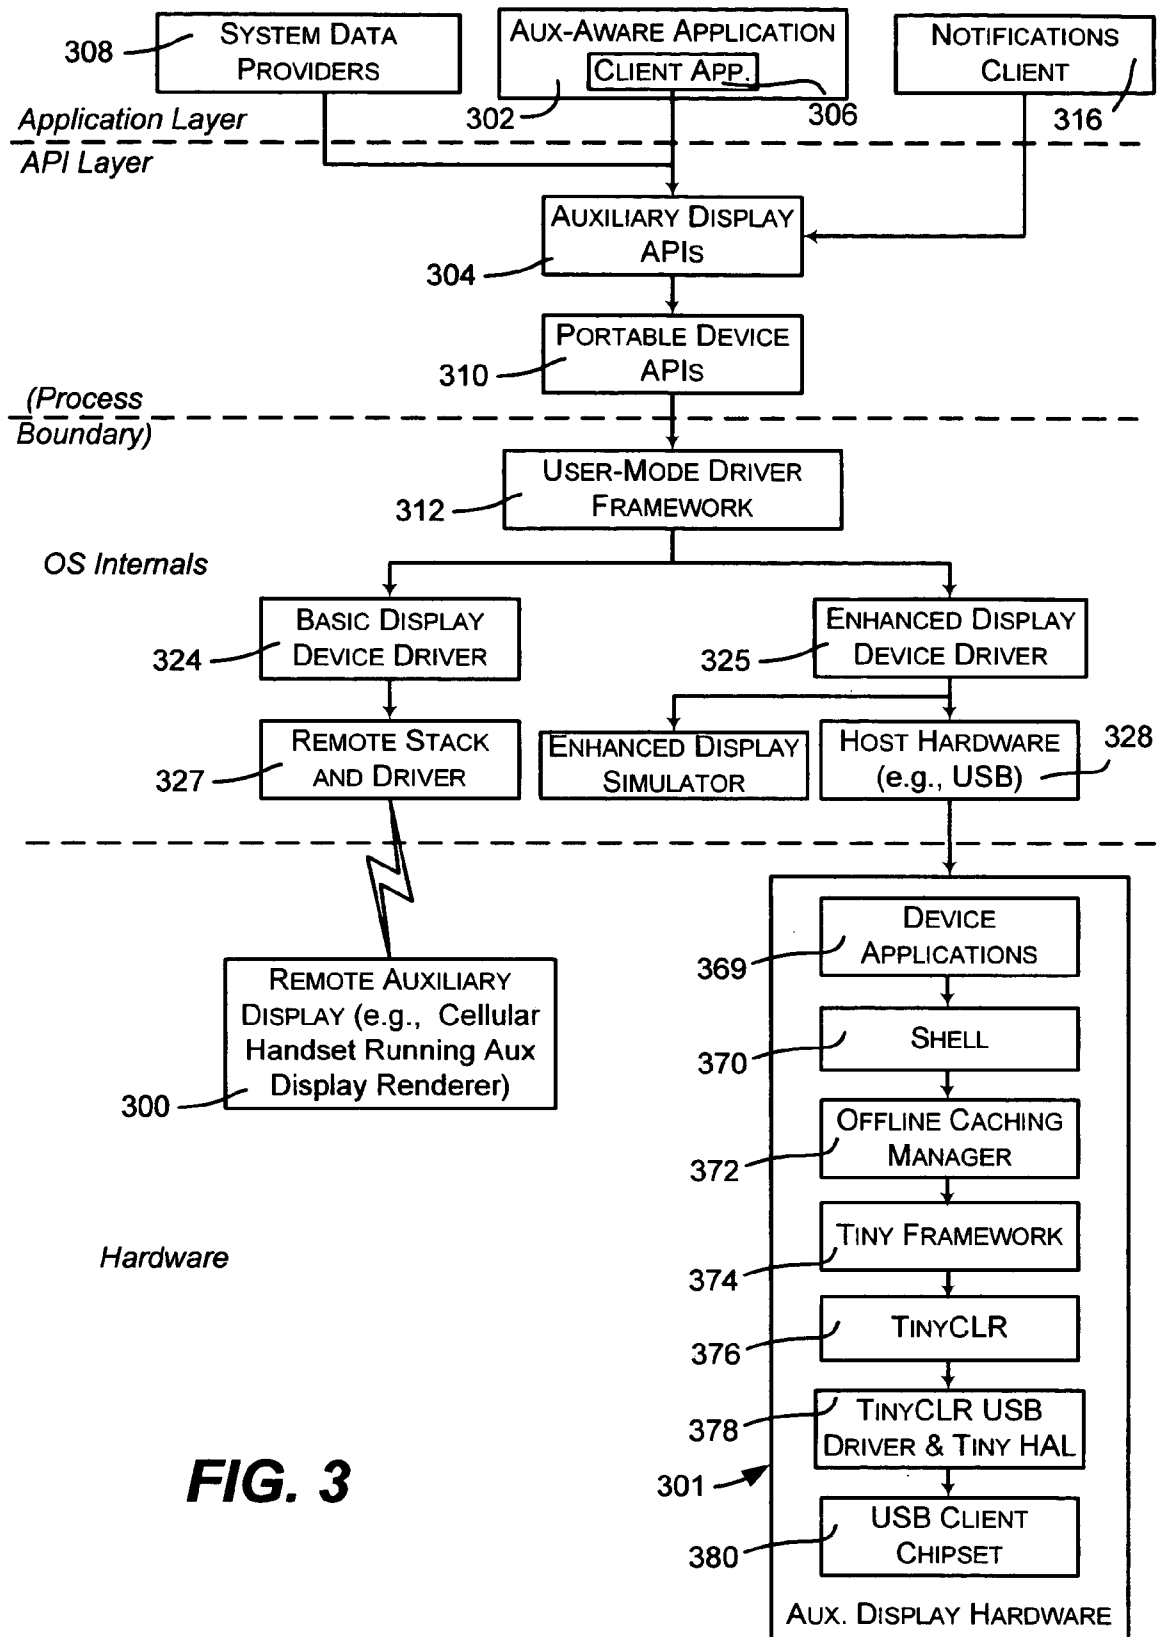 308
SYSTEM DATA
PROVIDERS
AUX-AWARE APPLICATION
CLIENT APP.
302
306
NOTIFICATIONS
CLIENT
316
Application Layer
API Layer
AUXILIARY DISPLAY
APIS
304
PORTABLE DEVICE
APIS
310
(Process
Boundary)
USER-MODE DRIVER
FRAMEWORK
312
OS Internals
BASIC DISPLAY
DEVICE DRIVER
324
ENHANCED DISPLAY
DEVICE DRIVER
325
REMOTE STACK
AND DRIVER
327
ENHANCED DISPLAY
SIMULATOR
HOST HARDWARE
(e.g., USB)
328
REMOTE AUXILIARY
DISPLAY (e.g., Cellular
Handset Running Aux
Display Renderer)
300
DEVICE
APPLICATIONS
369
SHELL
370
OFFLINE CACHING
MANAGER
372
Hardware
TINY FRAMEWORK
374
TINYCLR
376
TINYCLR USB
DRIVER & TINY HAL
378
301
USB CLIENT
CHIPSET
380
AUX. DISPLAY HARDWARE
FIG. 3